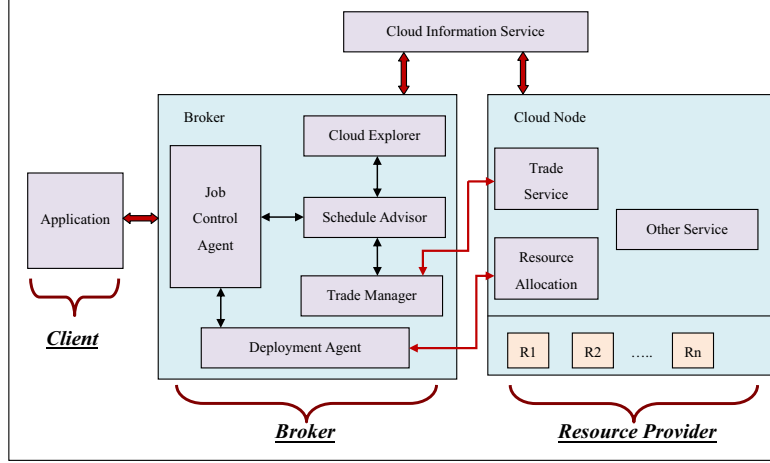 Cloud Information Service
Broker
Cloud Explorer
Job
Control
Agent
Schedule Advisor
Trade Manager
Deployment Agent
Application
Cloud Node
Trade
Service
Other Service
Resource
Allocation
R1 R2 ..... Rn
Client
Broker
Resource Provider